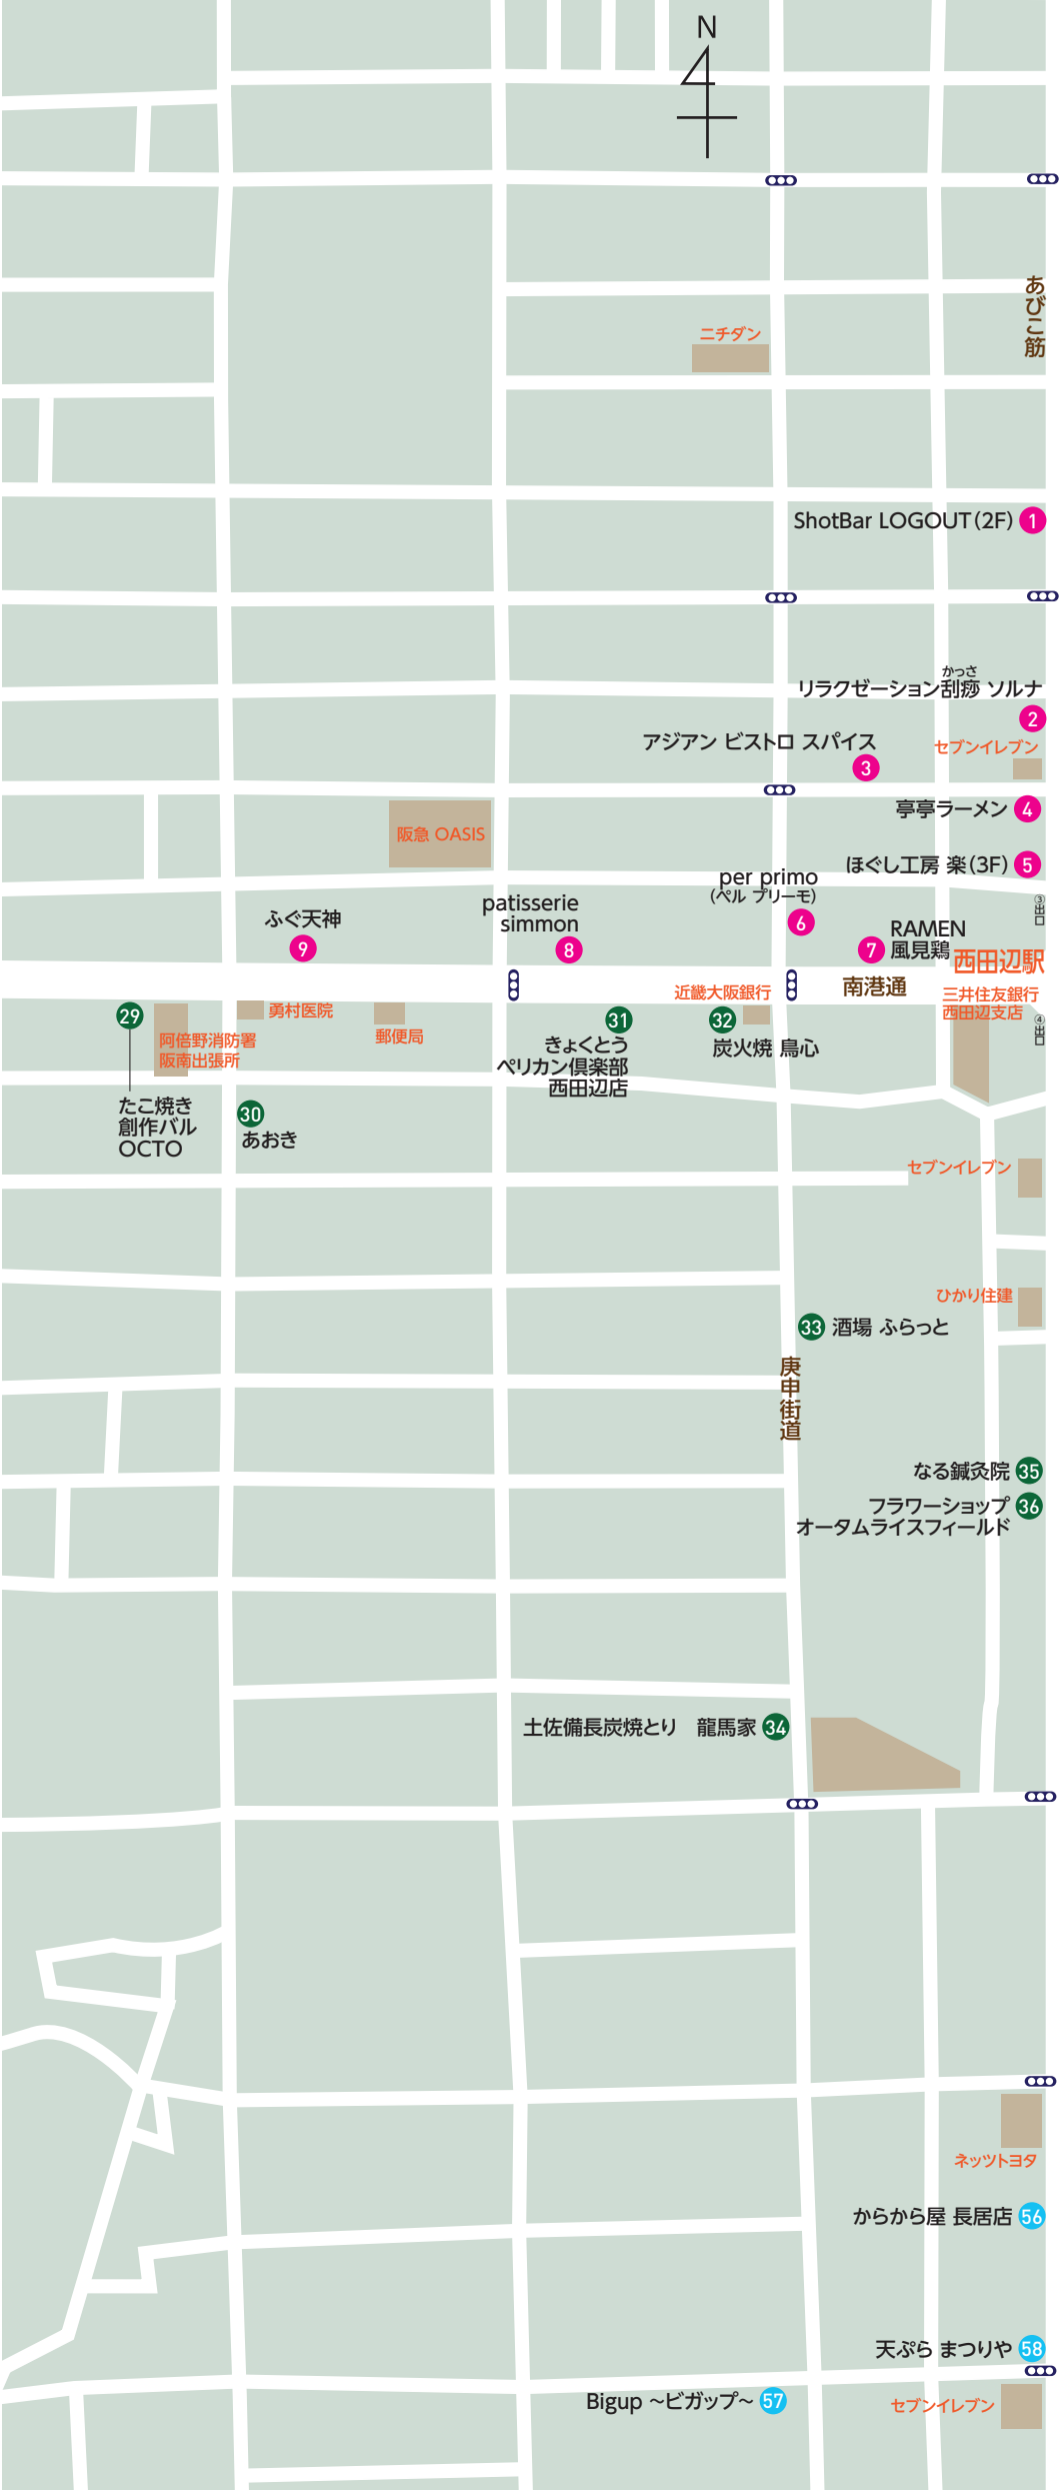 N
あびこ筋
ニチダン
ShotBar LOGOUT(2F) 1
かっさ
リラクゼーション刮痧 ソルナ
2
アジアン ビストロ スパイス
3
セブンイレブン
亭亭ラーメン 4
阪急 OASIS
ほぐし工房 楽(3F) 5
per primo
(ペル プリーモ)
6
③出口
patisserie
simmon
8
ふぐ天神
9
7 RAMEN
風見鶏
西田辺駅
南港通
近畿大阪銀行
三井住友銀行
西田辺支店
④出口
29
勇村医院
阿倍野消防署
阪南出張所
郵便局
31
きょくとう
ペリカン倶楽部
西田辺店
32
炭火焼 鳥心
たこ焼き
創作バル
OCTO
30
あおき
セブンイレブン
ひかり住建
33 酒場 ふらっと
庚申街道
なる鍼灸院 35
フラワーショップ 36
オータムライスフィールド
土佐備長炭焼とり 龍馬家 34
ネッツトヨタ
からから屋 長居店 56
天ぷら まつりや 58
Bigup 〜ビガップ〜 57
セブンイレブン